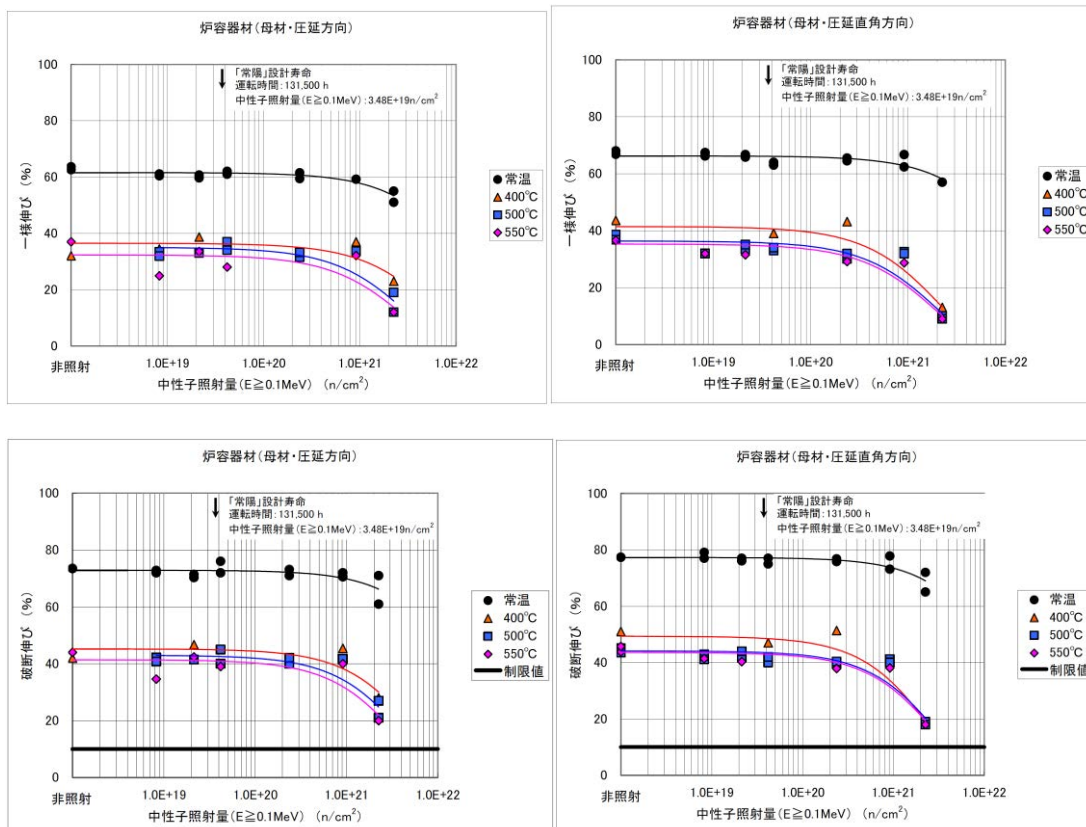 炉容器材(母材・圧延方向)
「常陽」設計寿命
運転時間:131,500 h
中性子照射量(E≧0.1MeV):3.48E+19n/cm²
100
80
60
40
20
0
一様伸び (%)
非照射
1.0E+19
1.0E+20
1.0E+21
1.0E+22
中性子照射量(E≧0.1MeV) (n/cm²)
常温
400℃
500℃
550℃
炉容器材(母材・圧延直角方向)
「常陽」設計寿命
運転時間:131,500 h
中性子照射量(E≧0.1MeV):3.48E+19n/cm²
100
80
60
40
20
0
一様伸び (%)
非照射
1.0E+19
1.0E+20
1.0E+21
1.0E+22
中性子照射量(E≧0.1MeV) (n/cm²)
常温
400℃
500℃
550℃
炉容器材(母材・圧延方向)
「常陽」設計寿命
運転時間:131,500 h
中性子照射量(E≧0.1MeV):3.48E+19n/cm²
100
80
60
40
20
0
破断伸び (%)
非照射
1.0E+19
1.0E+20
1.0E+21
1.0E+22
中性子照射量(E≧0.1MeV) (n/cm²)
常温
400℃
500℃
550℃
制限値
炉容器材(母材・圧延直角方向)
「常陽」設計寿命
運転時間:131,500 h
中性子照射量(E≧0.1MeV):3.48E+19n/cm²
100
80
60
40
20
0
破断伸び (%)
非照射
1.0E+19
1.0E+20
1.0E+21
1.0E+22
中性子照射量(E≧0.1MeV) (n/cm²)
常温
400℃
500℃
550℃
制限値